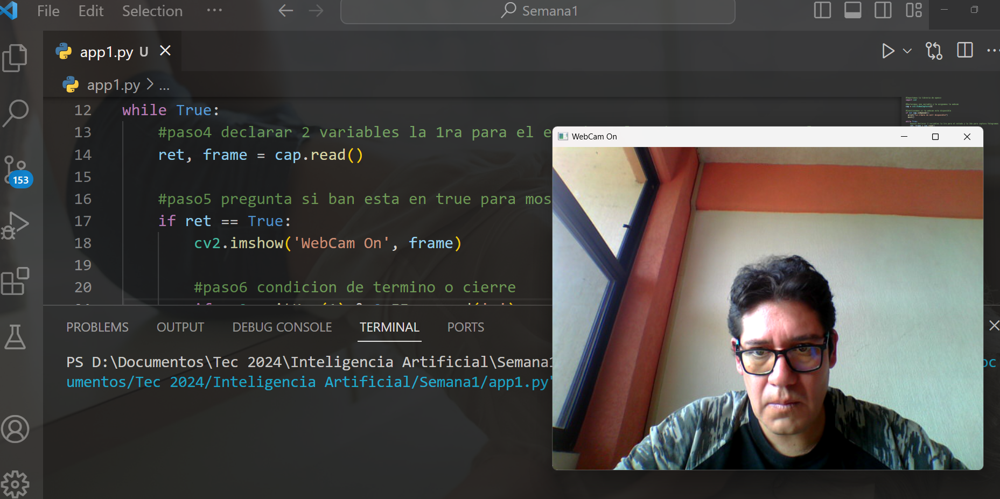 File Edit Selection ··· Semana1
app1.py U
app1.py > ...
12 while True:
13 #paso4 declarar 2 variables la 1ra para el e
14 ret, frame = cap.read()
15
16 #paso5 pregunta si ban esta en true para mos
17 if ret == True:
18 cv2.imshow('WebCam On', frame)
19
20 #paso6 condicion de termino o cierre
153
WebCam On
PROBLEMS OUTPUT DEBUG CONSOLE TERMINAL PORTS
PS D:\Documentos\Tec 2024\Inteligencia Artificial\Semana1
oc
umentos/Tec 2024/Inteligencia Artificial/Semana1/app1.py'